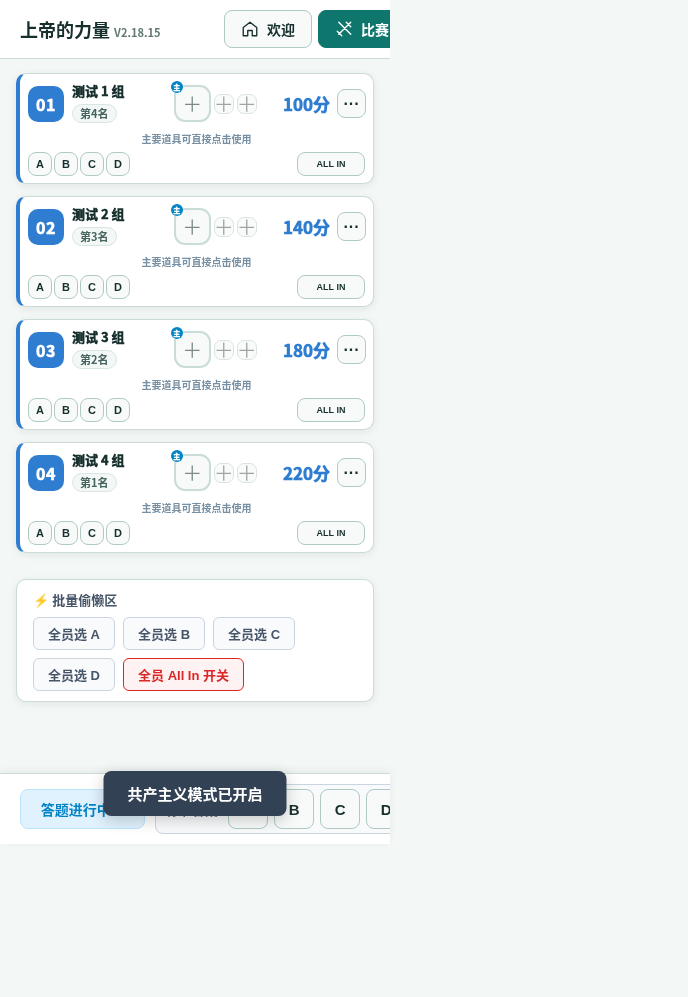 上帝的力量 V2.18.15
欢迎
比赛
01
测试 1 组
第4名
主
100分
...
主要道具可直接点击使用
A B C D
ALL IN
02
测试 2 组
第3名
主
140分
...
主要道具可直接点击使用
A B C D
ALL IN
03
测试 3 组
第2名
主
180分
...
主要道具可直接点击使用
A B C D
ALL IN
04
测试 4 组
第1名
主
220分
...
主要道具可直接点击使用
A B C D
ALL IN
⚡ 批量偷懒区
全员选 A
全员选 B
全员选 C
全员选 D
全员 All In 开关
答题进行中
共产主义模式已开启
B
C
D